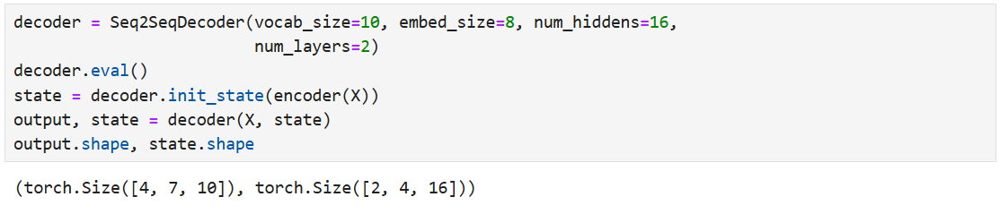 decoder = Seq2SeqDecoder(vocab_size=10, embed_size=8, num_hiddens=16,
                         num_layers=2)
decoder.eval()
state = decoder.init_state(encoder(X))
output, state = decoder(X, state)
output.shape, state.shape
(torch.Size([4, 7, 10]), torch.Size([2, 4, 16]))